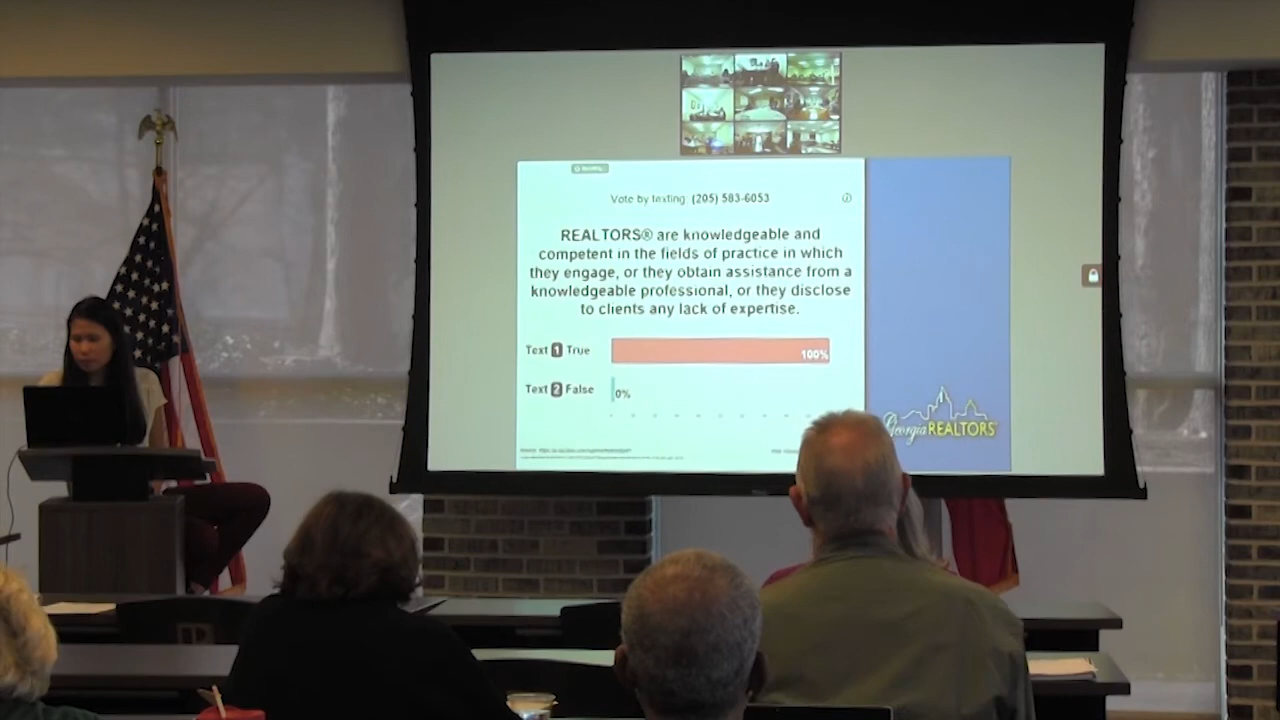 Vote by texting: (205) 583-6053
REALTORS® are knowledgeable and
competent in the fields of practice in which
they engage, or they obtain assistance from a
knowledgeable professional, or they disclose
to clients any lack of expertise.
Text 1 True
100%
Text 2 False
0%
Georgia REALTORS®